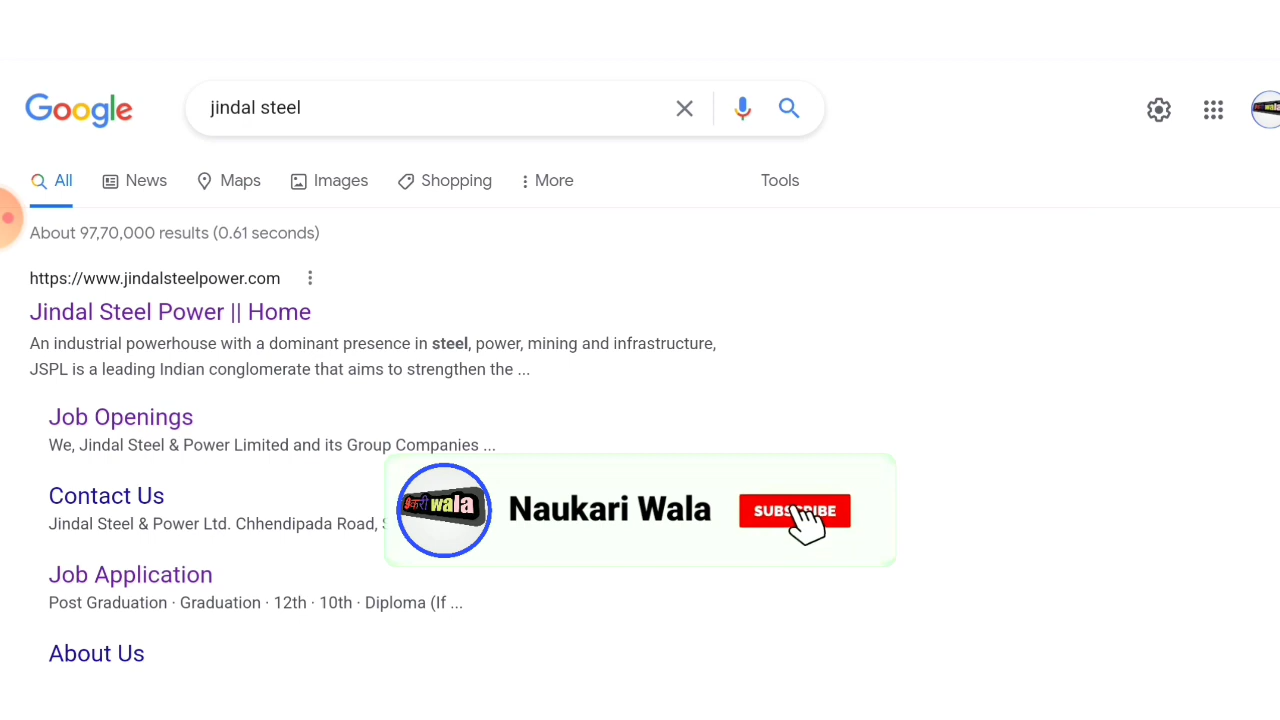 Google
jindal steel
All
News
Maps
Images
Shopping
More
Tools
About 97,70,000 results (0.61 seconds)
https://www.jindalsteelpower.com
Jindal Steel Power || Home
An industrial powerhouse with a dominant presence in steel, power, mining and infrastructure,
JSPL is a leading Indian conglomerate that aims to strengthen the ...
Job Openings
We, Jindal Steel & Power Limited and its Group Companies ...
Contact Us
Jindal Steel & Power Ltd. Chhendipada Road,
wala
Naukari Wala
SUBSCRIBE
Job Application
Post Graduation · Graduation · 12th · 10th · Diploma (If ...
About Us